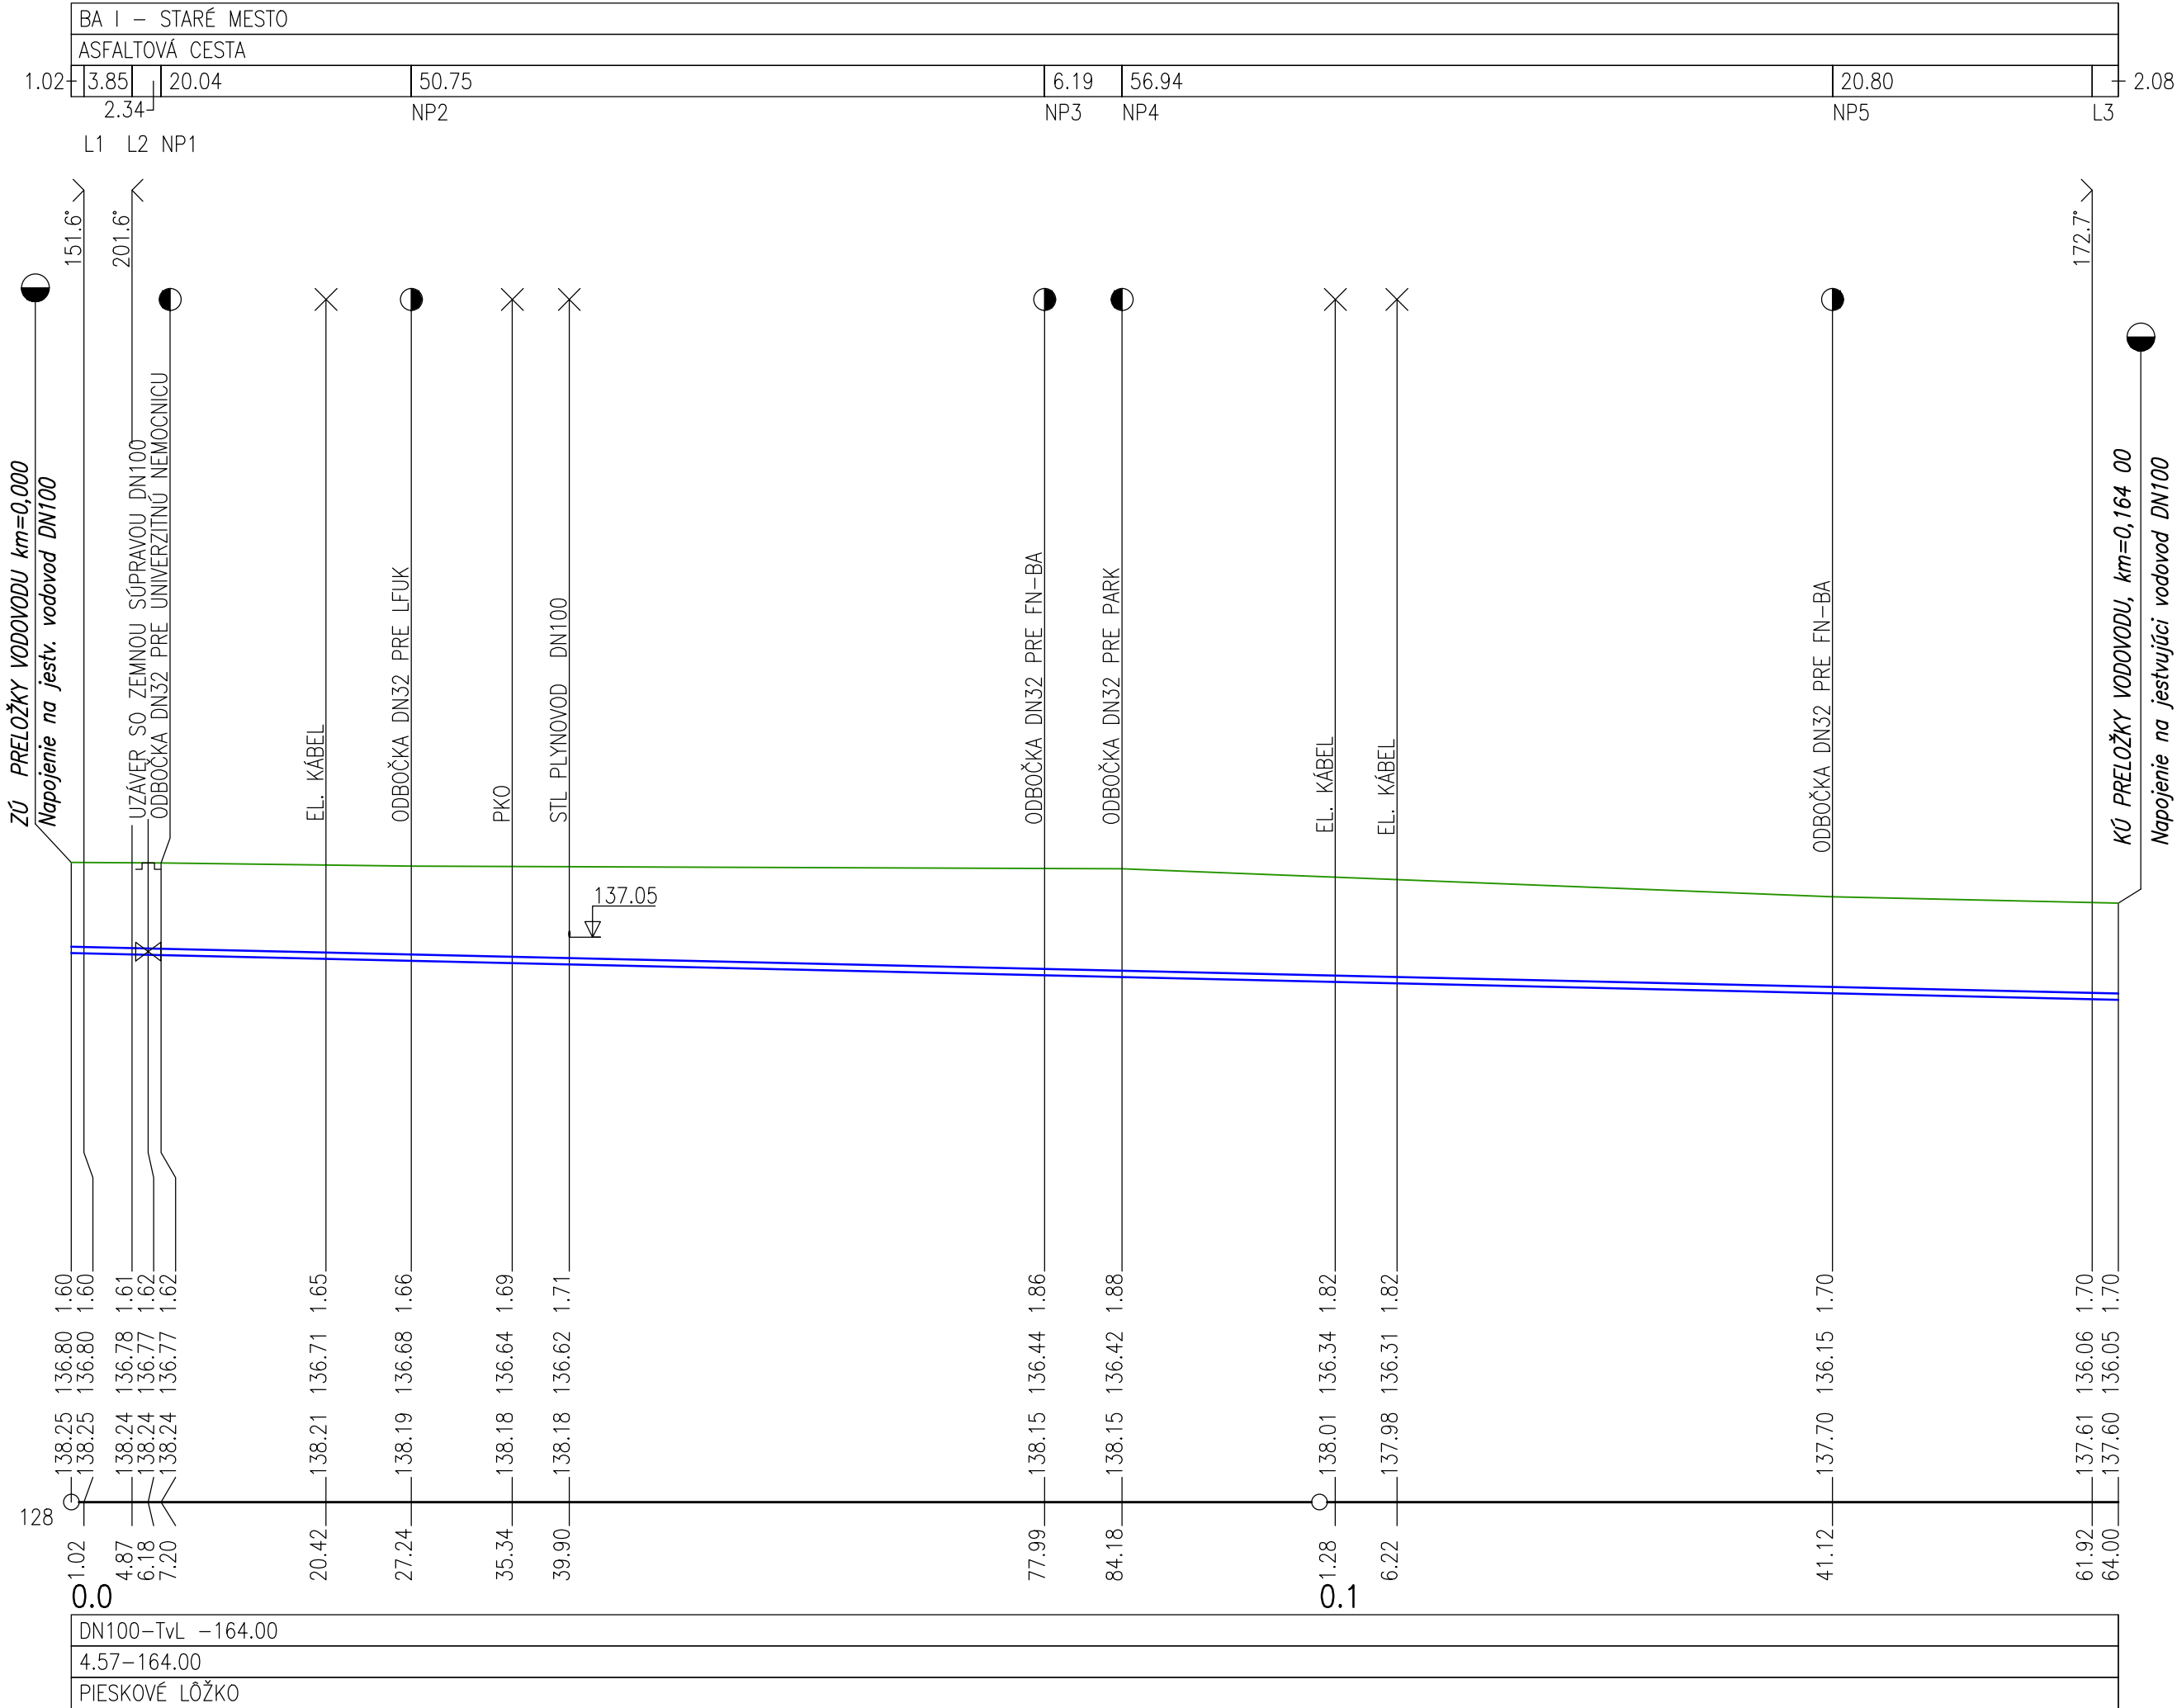 BA I – STARÉ MESTO
ASFALTOVÁ CESTA
1.02 3.85 20.04 50.75 6.19 56.94 20.80 2.08
2.34 NP2 NP3 NP4 NP5 L3
L1 L2 NP1
151.6°
201.6°
172.7°
ZÚ PRELOŽKY VODOVODU km=0,000
Napojenie na jestv. vodovod DN100
UZÁVER SO ZEMNOU SÚPRAVOU DN100
ODBOČKA DN32 PRE UNIVERZITNÚ NEMOCNICU
EL. KÁBEL
ODBOČKA DN32 PRE LFUK
PKO
STL PLYNOVOD DN100
ODBOČKA DN32 PRE FN-BA
ODBOČKA DN32 PRE PARK
EL. KÁBEL
EL. KÁBEL
ODBOČKA DN32 PRE FN-BA
KÚ PRELOŽKY VODOVODU, km=0,164 00
Napojenie na jestvujúci vodovod DN100
137.05
138.25 136.80 1.60
138.25 136.80 1.60
138.24 136.78 1.61
138.24 136.77 1.62
138.24 136.77 1.62
138.21 136.71 1.65
138.19 136.68 1.66
138.18 136.64 1.69
138.18 136.62 1.71
138.15 136.44 1.86
138.15 136.42 1.88
138.01 136.34 1.82
137.98 136.31 1.82
137.70 136.15 1.70
137.61 136.06 1.70
137.60 136.05 1.70
128
1.02
4.87
6.18
7.20
20.42
27.24
35.34
39.90
77.99
84.18
1.28
6.22
41.12
61.92
64.00
0.0 0.1
DN100-TvL -164.00
4.57-164.00
PIESKOVÉ LÔŽKO